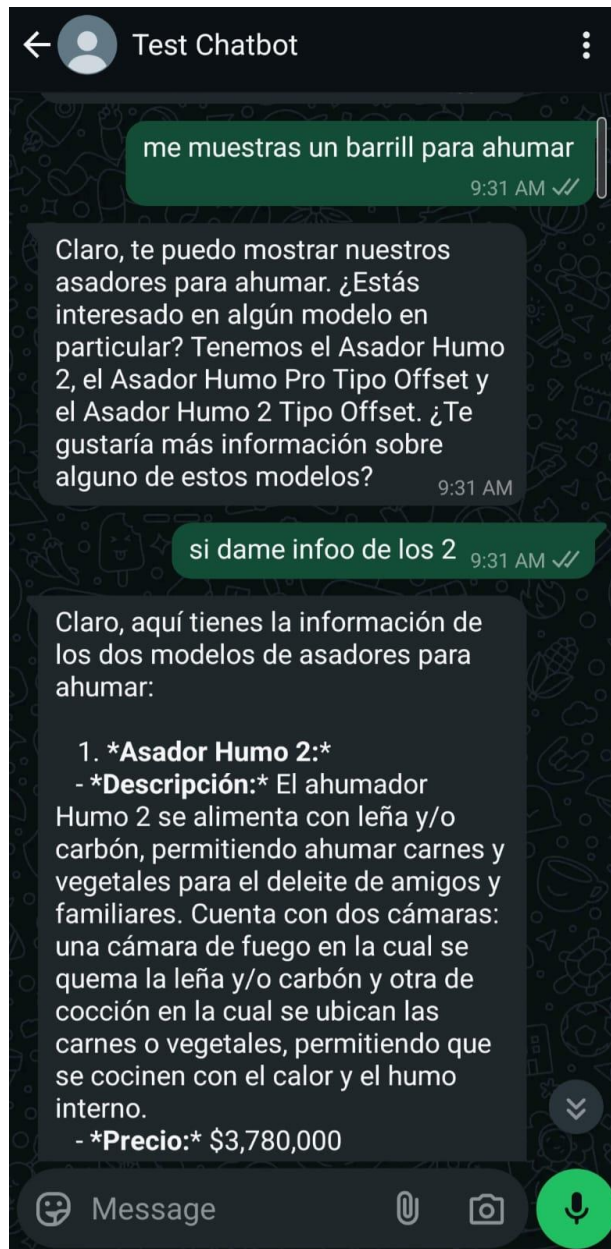 Test Chatbot
me muestras un barrill para ahumar
9:31 AM
Claro, te puedo mostrar nuestros
asadores para ahumar. ¿Estás
interesado en algún modelo en
particular? Tenemos el Asador Humo
2, el Asador Humo Pro Tipo Offset y
el Asador Humo 2 Tipo Offset. ¿Te
gustaría más información sobre
alguno de estos modelos?
9:31 AM
si dame infoo de los 2
9:31 AM
Claro, aquí tienes la información de
los dos modelos de asadores para
ahumar:
1. *Asador Humo 2:*
- *Descripción:* El ahumador
Humo 2 se alimenta con leña y/o
carbón, permitiendo ahumar carnes y
vegetales para el deleite de amigos y
familiares. Cuenta con dos cámaras:
una cámara de fuego en la cual se
quema la leña y/o carbón y otra de
cocción en la cual se ubican las
carnes o vegetales, permitiendo que
se cocinen con el calor y el humo
interno.
- *Precio:* $3,780,000
Message